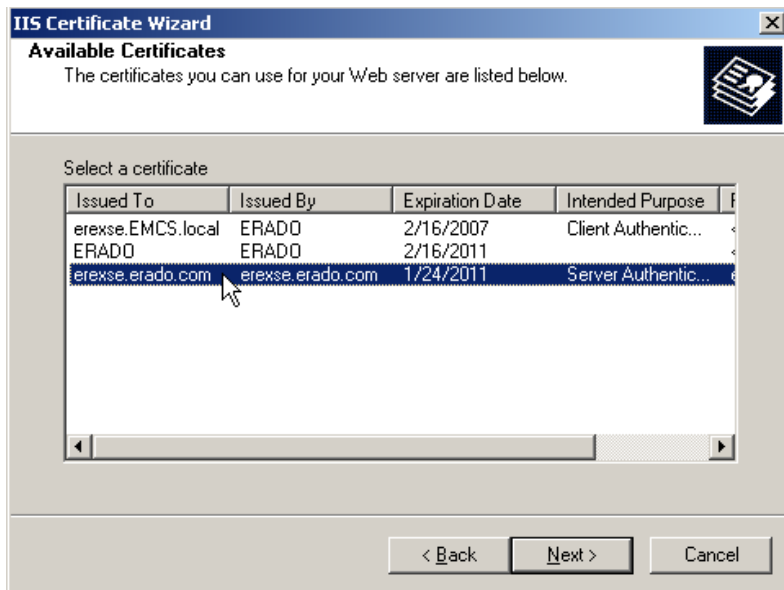 IIS Certificate Wizard
Available Certificates
The certificates you can use for your Web server are listed below.
Select a certificate
Issued To Issued By Expiration Date Intended Purpose F
erexse.EMCS.local ERADO 2/16/2007 Client Authentic... <
ERADO ERADO 2/16/2011 <
erexse.erado.com erexse.erado.com 1/24/2011 Server Authentic... e
< Back Next > Cancel